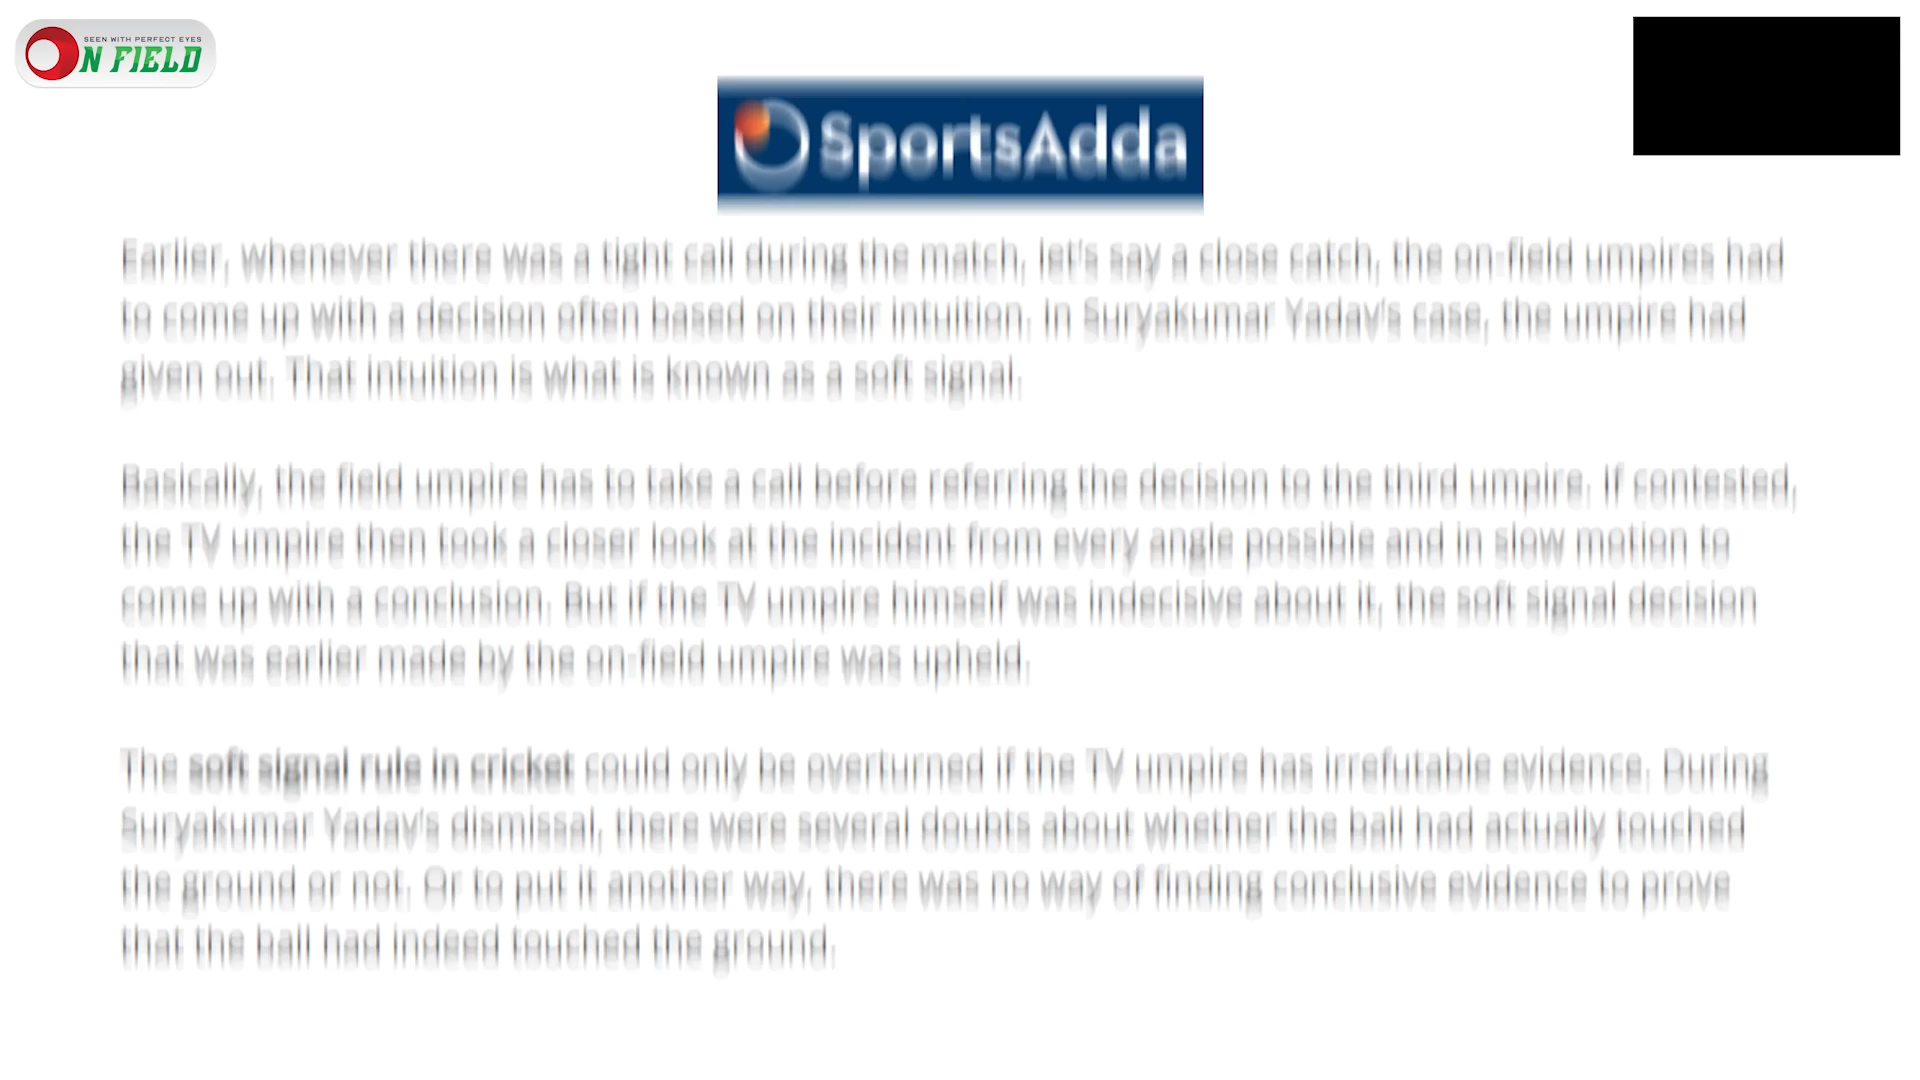 SEEN WITH PERFECT EYES
N FIELD
SportsAdda
Earlier, whenever there was a tight call during the match, let's say a close catch, the on-field umpires had
to come up with a decision often based on their intuition. In Suryakumar Yadav's case, the umpire had
given out. That intuition is what is known as a soft signal.
Basically, the field umpire has to take a call before referring the decision to the third umpire. If contested,
the TV umpire then took a closer look at the incident from every angle possible and in slow motion to
come up with a conclusion. But if the TV umpire himself was indecisive about it, the soft signal decision
that was earlier made by the on-field umpire was upheld.
The soft signal rule in cricket could only be overturned if the TV umpire has irrefutable evidence. During
Suryakumar Yadav's dismissal, there were several doubts about whether the ball had actually touched
the ground or not. Or to put it another way, there was no way of finding conclusive evidence to prove
that the ball had indeed touched the ground.